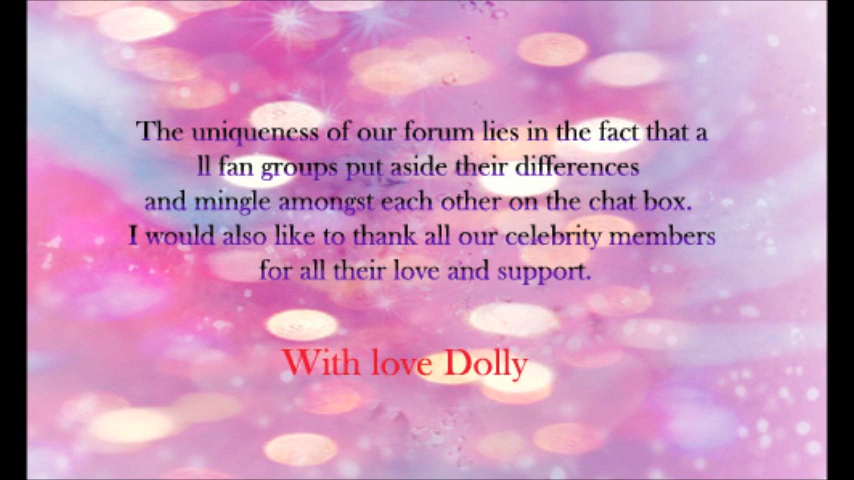 The uniqueness of our forum lies in the fact that a
ll fan groups put aside their differences
and mingle amongst each other on the chat box.
I would also like to thank all our celebrity members
for all their love and support.
With love Dolly